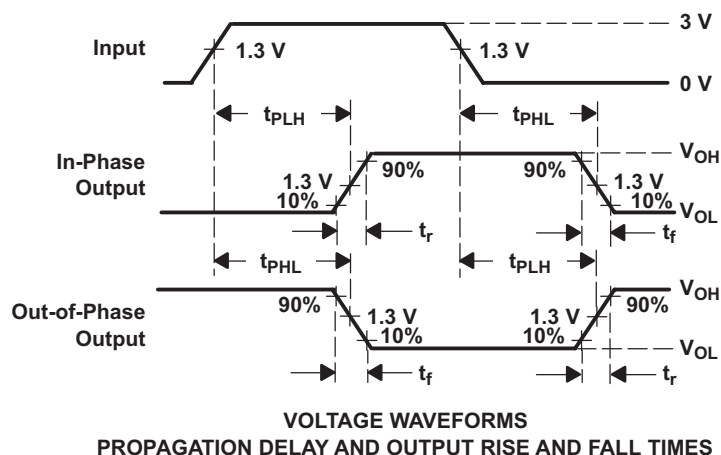 3 V
Input
1.3 V
1.3 V
0 V
tPLH
tPHL
VOH
In-Phase
Output
90%
90%
1.3 V
1.3 V
10%
10%
VOL
tr
tf
tPHL
tPLH
VOH
Out-of-Phase
Output
90%
90%
1.3 V
1.3 V
10%
10%
VOL
tf
tr
VOLTAGE WAVEFORMS
PROPAGATION DELAY AND OUTPUT RISE AND FALL TIMES